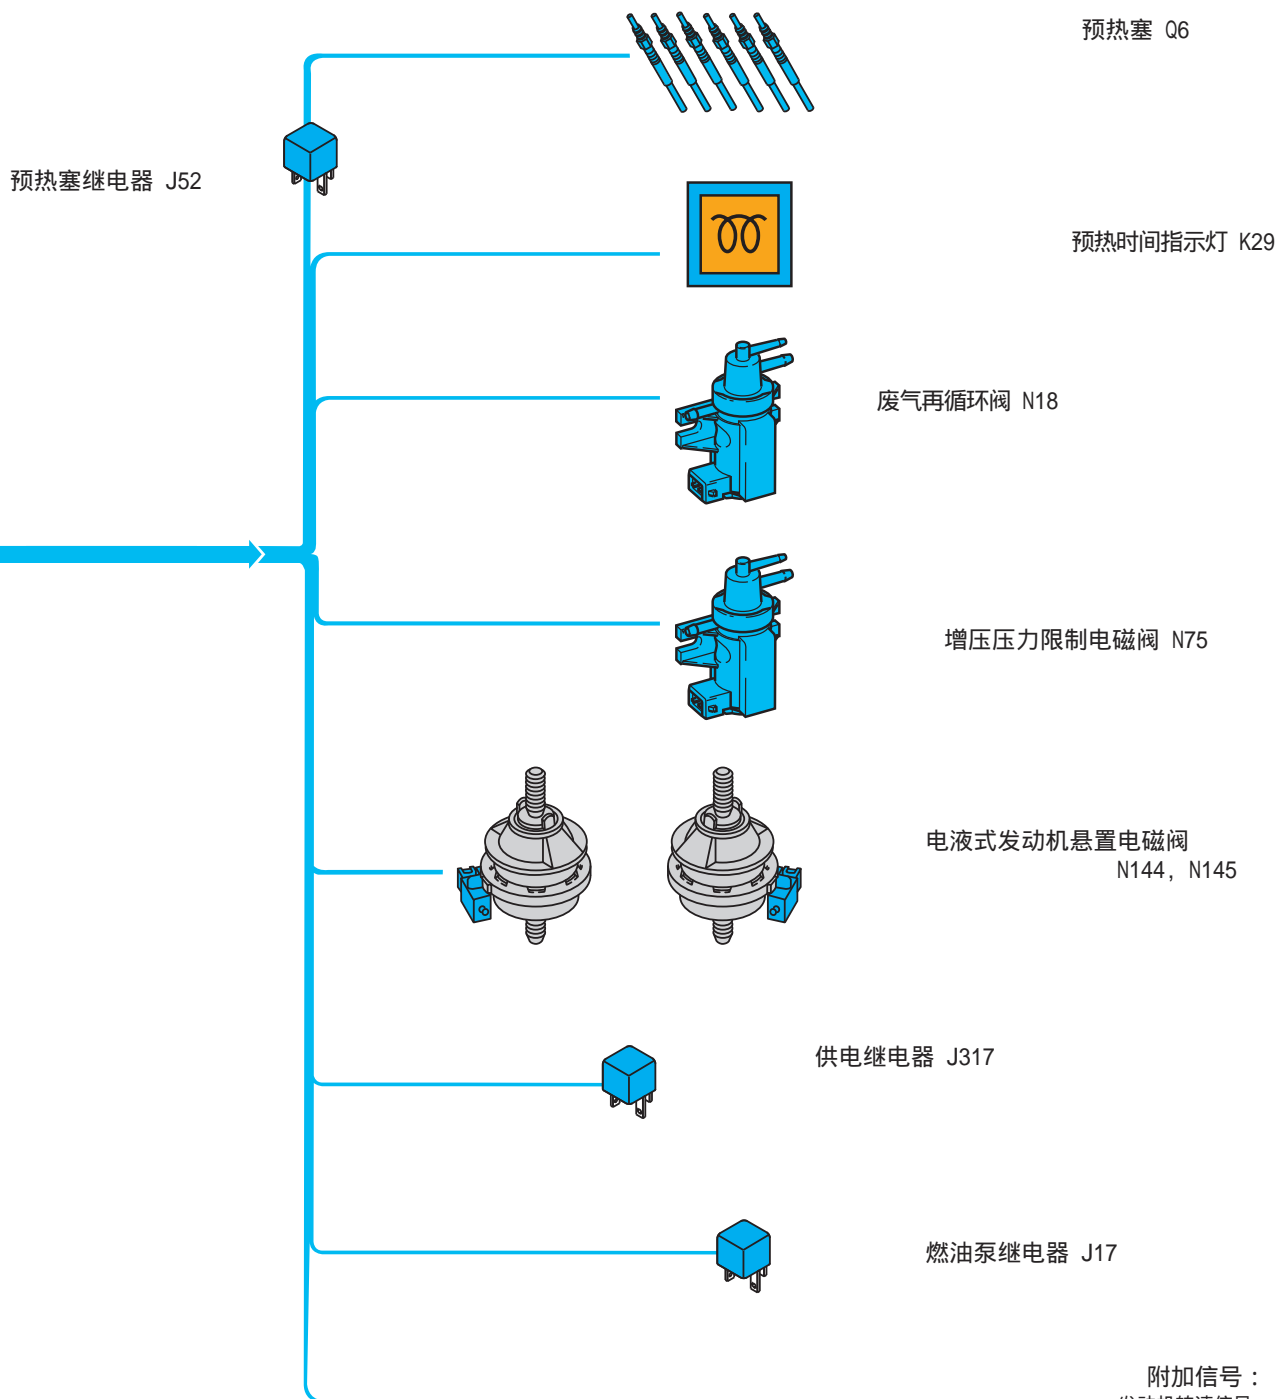 预热塞 Q6
预热塞继电器 J52
预热时间指示灯 K29
废气再循环阀 N18
增压压力限制电磁阀 N75
电液式发动机悬置电磁阀
N144, N145
供电继电器 J317
燃油泵继电器 J17
附加信号：